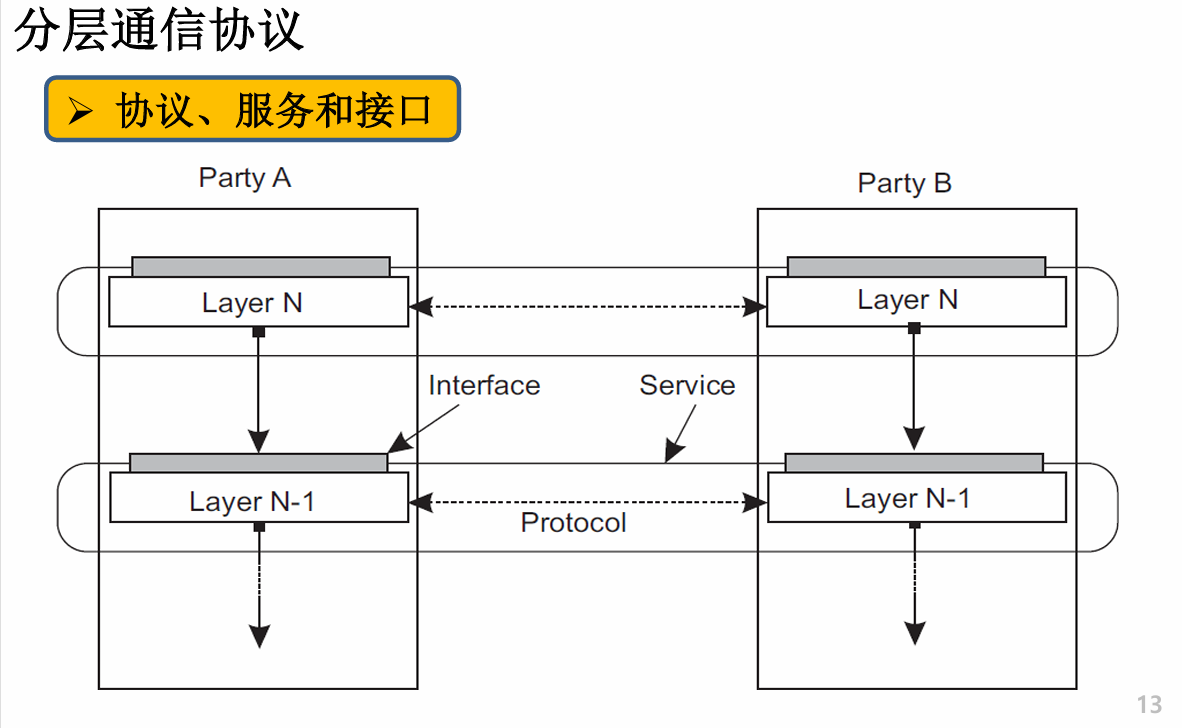 分层通信协议
➢ 协议、服务和接口
Party A
Party B
Layer N
Layer N
Interface
Service
Layer N-1
Layer N-1
Protocol
13